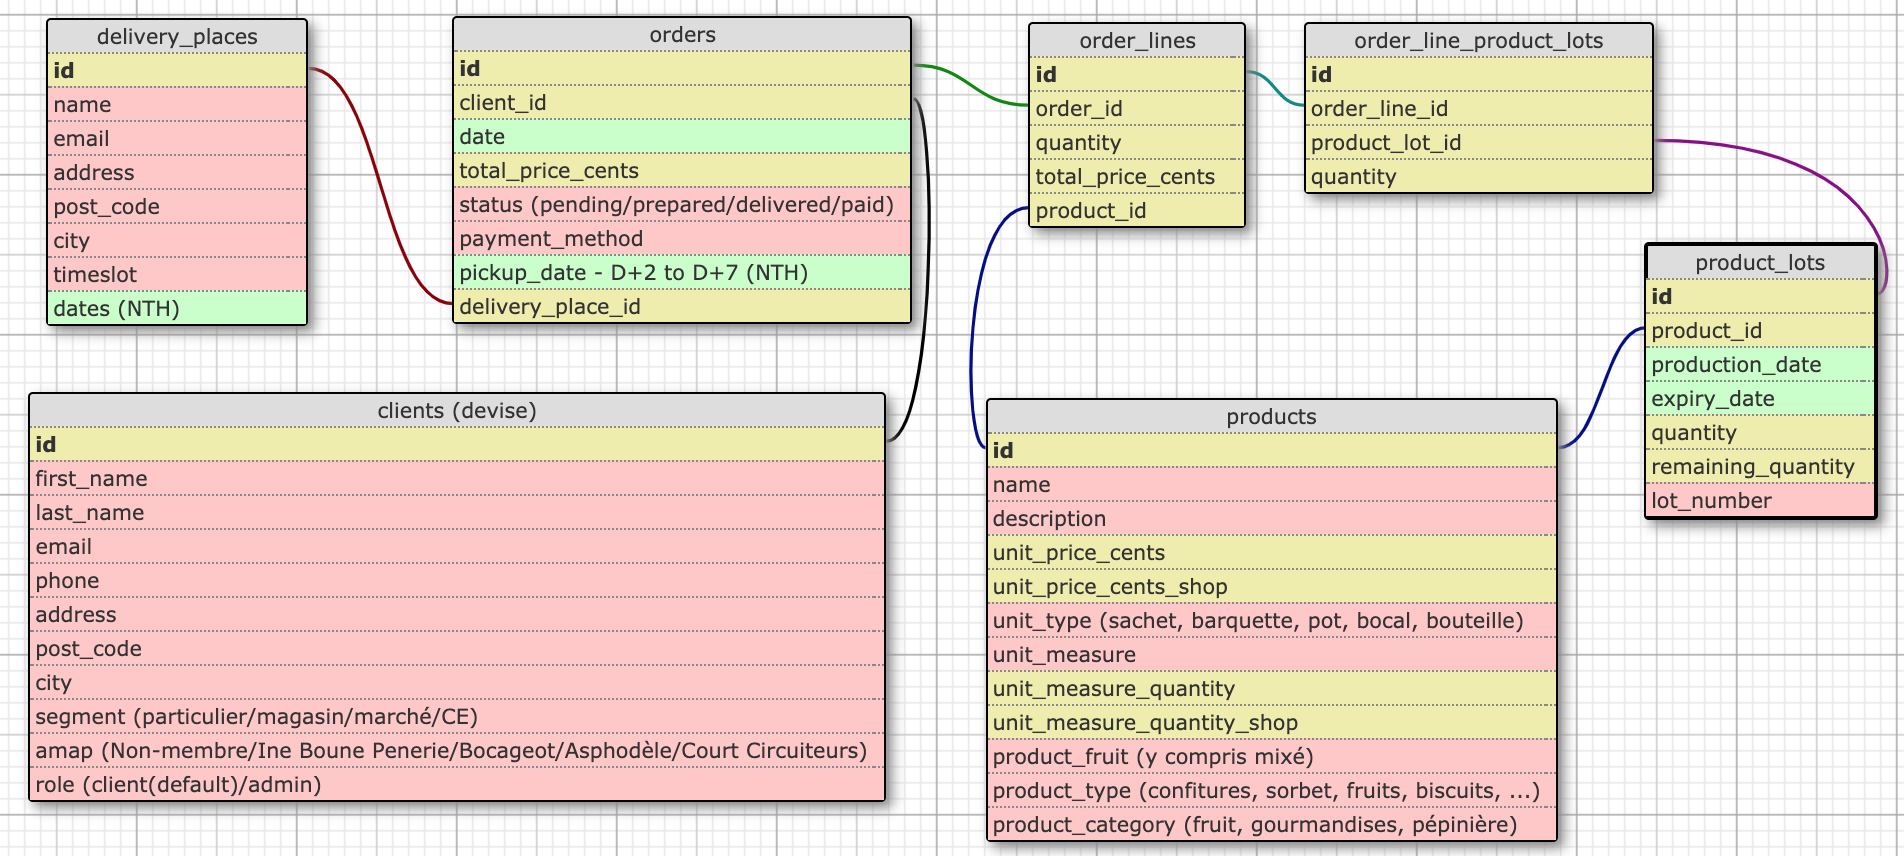 delivery_places
id
name
email
address
post_code
city
timeslot
dates (NTH)
orders
id
client_id
date
total_price_cents
status (pending/prepared/delivered/paid)
payment_method
pickup_date - D+2 to D+7 (NTH)
delivery_place_id
order_lines
id
order_id
quantity
total_price_cents
product_id
order_line_product_lots
id
order_line_id
product_lot_id
quantity
product_lots
id
product_id
production_date
expiry_date
quantity
remaining_quantity
lot_number
clients (devise)
id
first_name
last_name
email
phone
address
post_code
city
segment (particulier/magasin/marché/CE)
amap (Non-membre/Ine Boune Penerie/Bocageot/Asphodèle/Court Circuiteurs)
role (client(default)/admin)
products
id
name
description
unit_price_cents
unit_price_cents_shop
unit_type (sachet, barquette, pot, bocal, bouteille)
unit_measure
unit_measure_quantity
unit_measure_quantity_shop
product_fruit (y compris mixé)
product_type (confitures, sorbet, fruits, biscuits, ...)
product_category (fruit, gourmandises, pépinière)